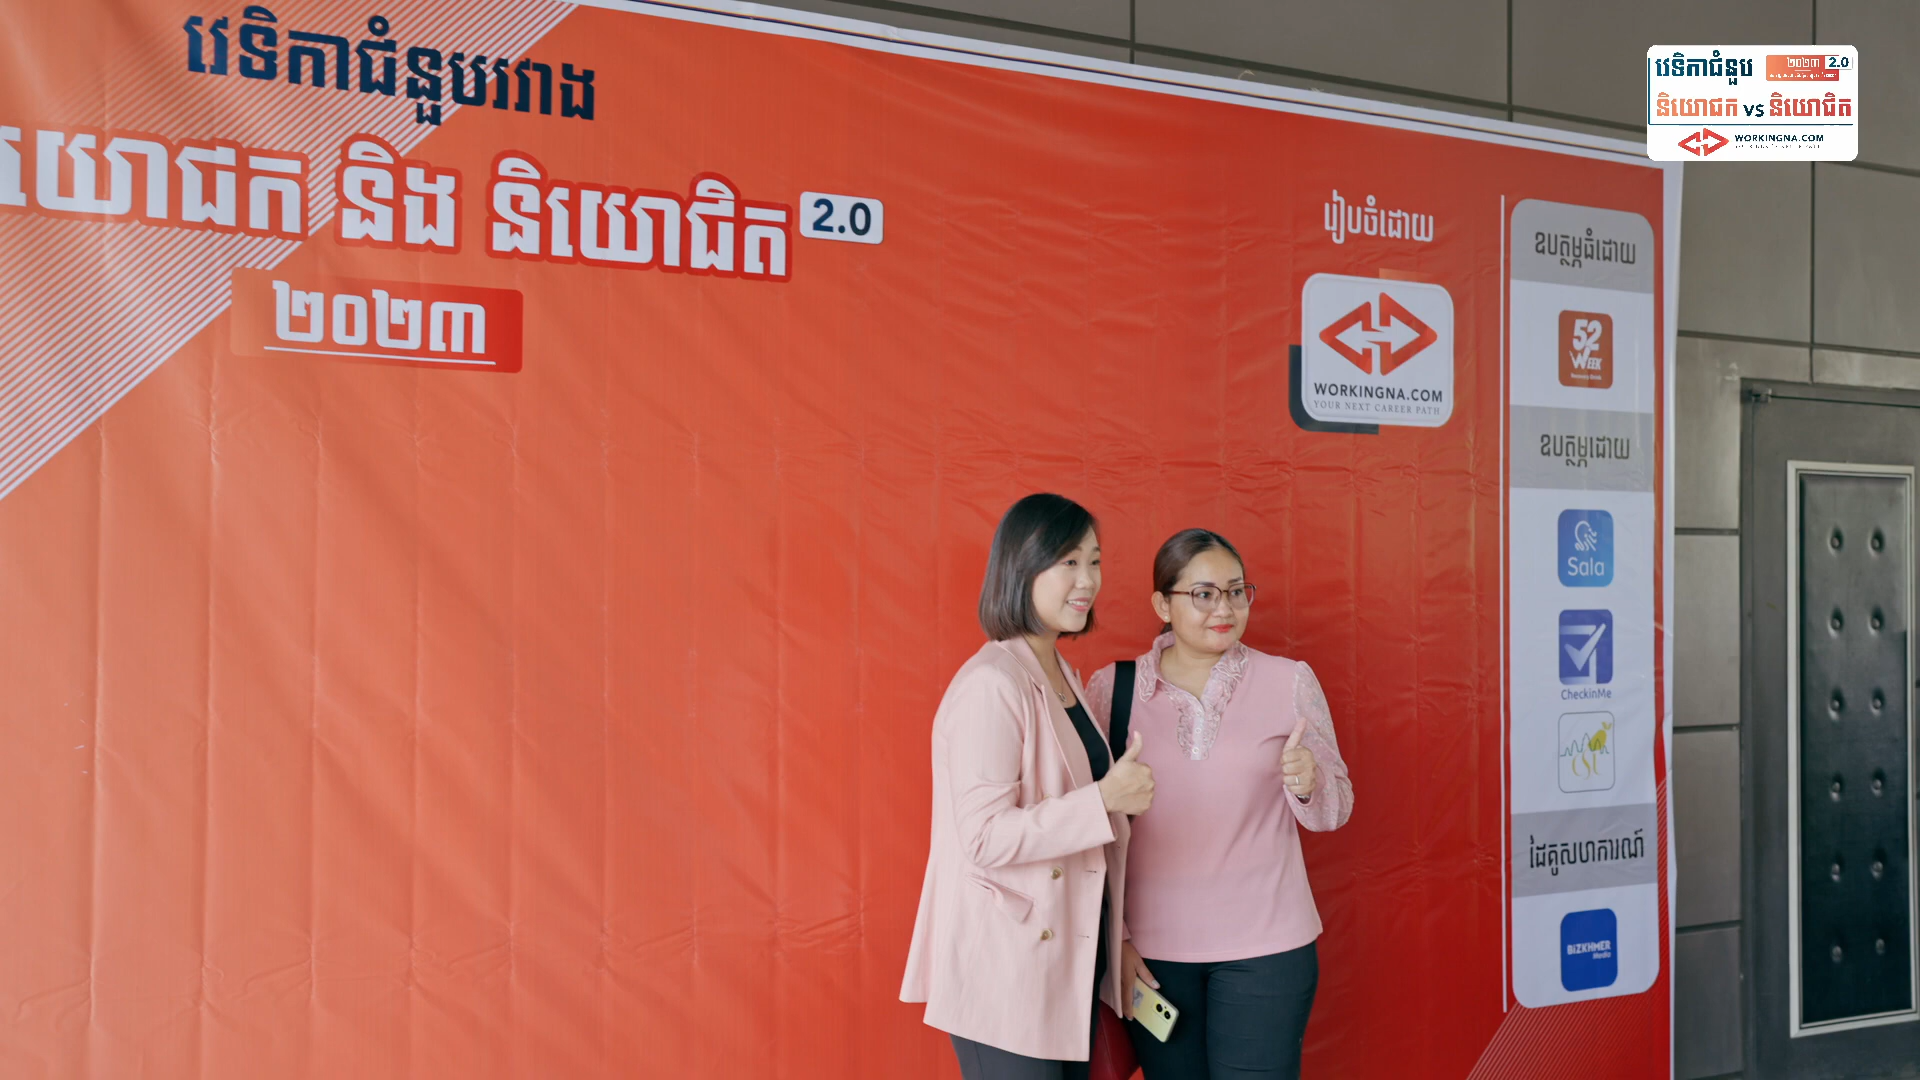 វេទិកាជំនួបរវាង
យោជក និង និយោជិត 2.0
២០២៣
រៀបចំដោយ
WORKINGNA.COM
YOUR NEXT CAREER PATH
ឧបត្ថម្ភធំដោយ
52
WEEK
ឧបត្ថម្ភដោយ
Sala
CheckinMe
CSL
ដៃគូសហការណ៍
BIZKHMER
Media
វេទិកាជំនួប ២០២៣ 2.0
និយោជក vs និយោជិត
WORKINGNA.COM